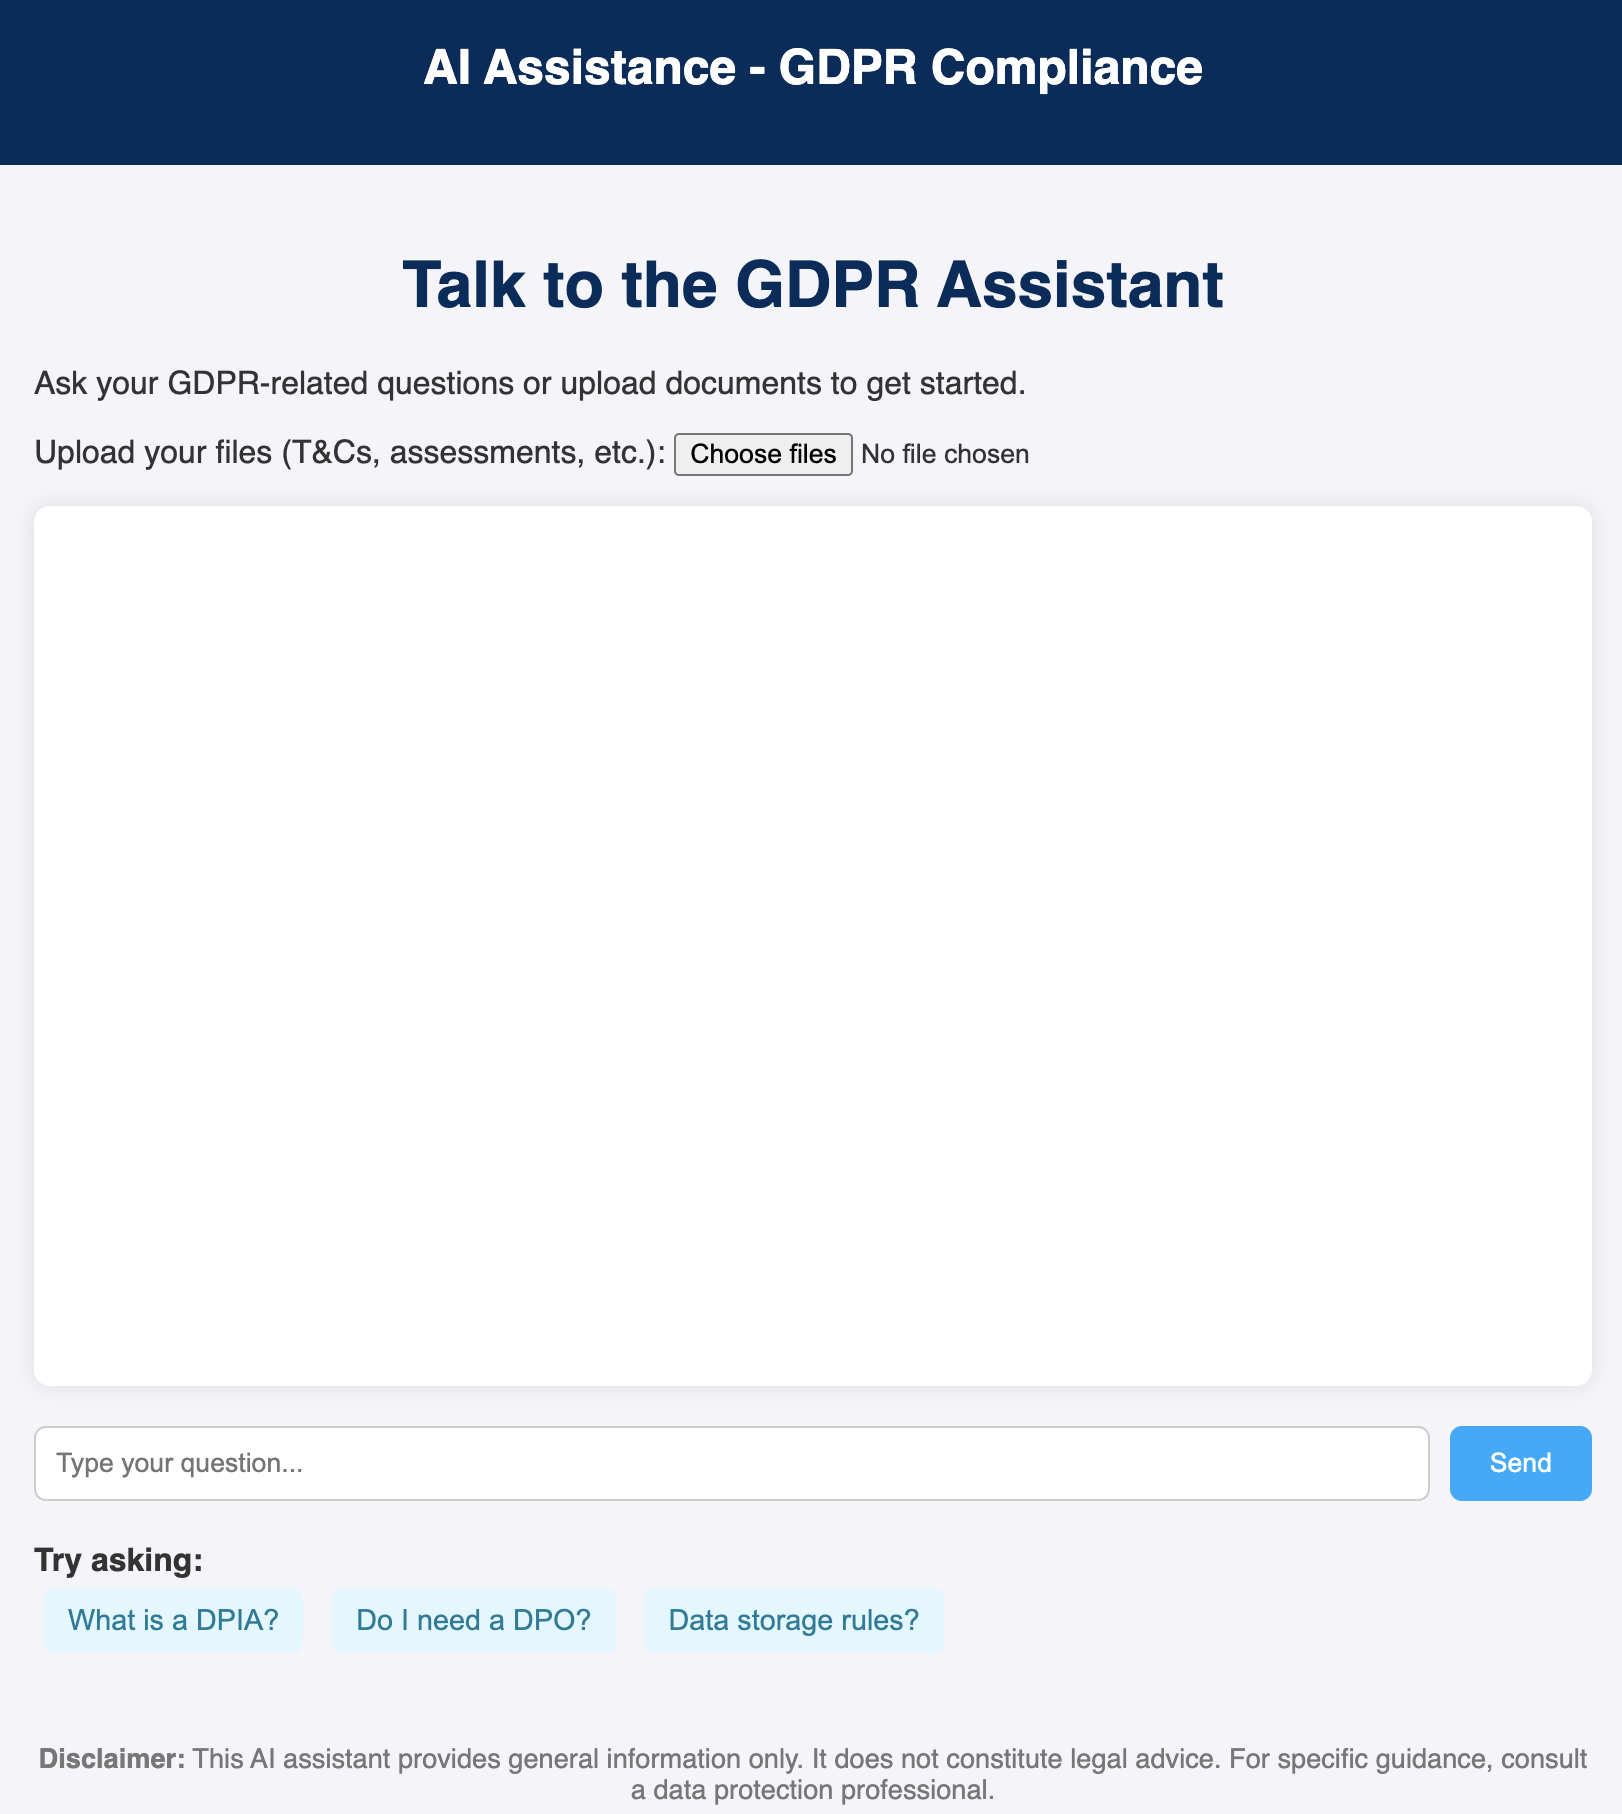 AI Assistance - GDPR Compliance
Talk to the GDPR Assistant
Ask your GDPR-related questions or upload documents to get started.
Upload your files (T&Cs, assessments, etc.): Choose files No file chosen
Type your question...
Send
Try asking:
What is a DPIA?
Do I need a DPO?
Data storage rules?
Disclaimer: This AI assistant provides general information only. It does not constitute legal advice. For specific guidance, consult
a data protection professional.